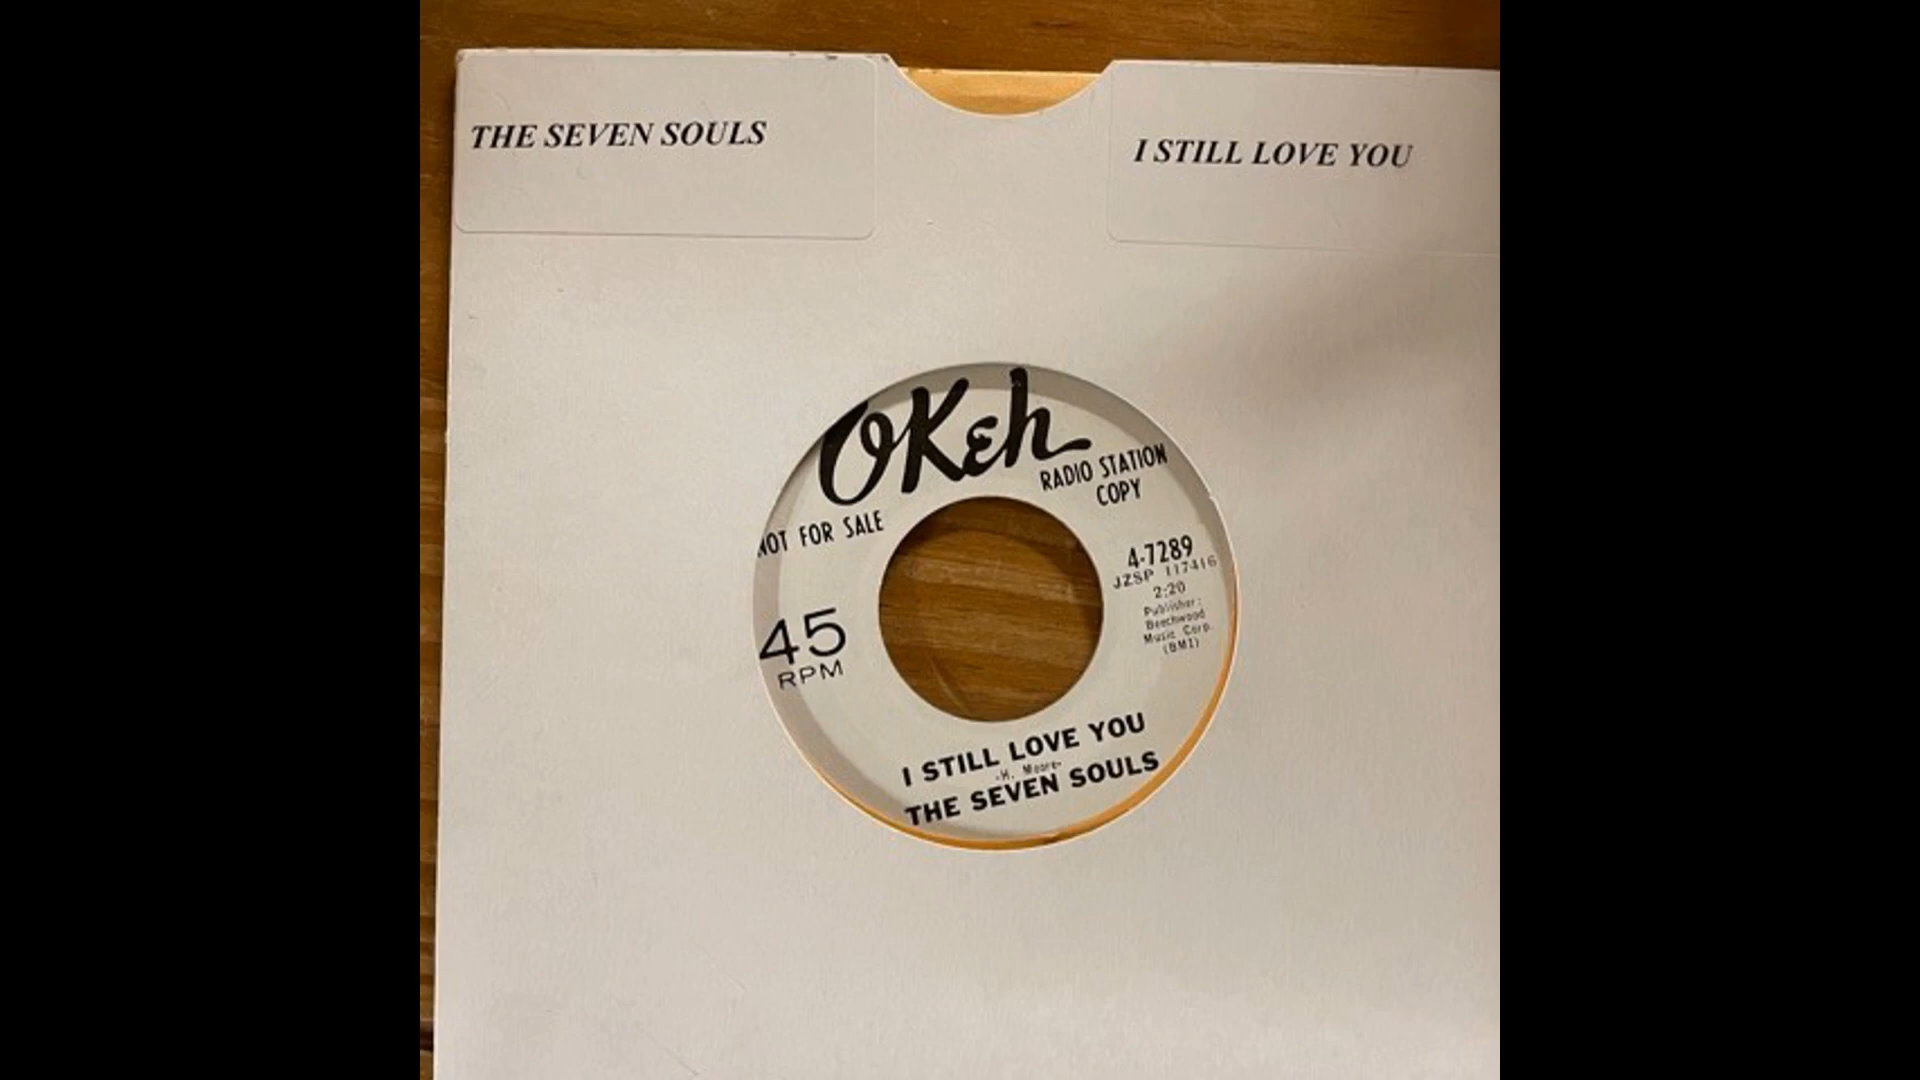 THE SEVEN SOULS
I STILL LOVE YOU
OKeh
RADIO STATION
COPY
NOT FOR SALE
4-7289
JZSP 117416
2:20
Publisher:
Beechwood
Music Corp.
(BMI)
45
RPM
I STILL LOVE YOU
-H. Moore-
THE SEVEN SOULS